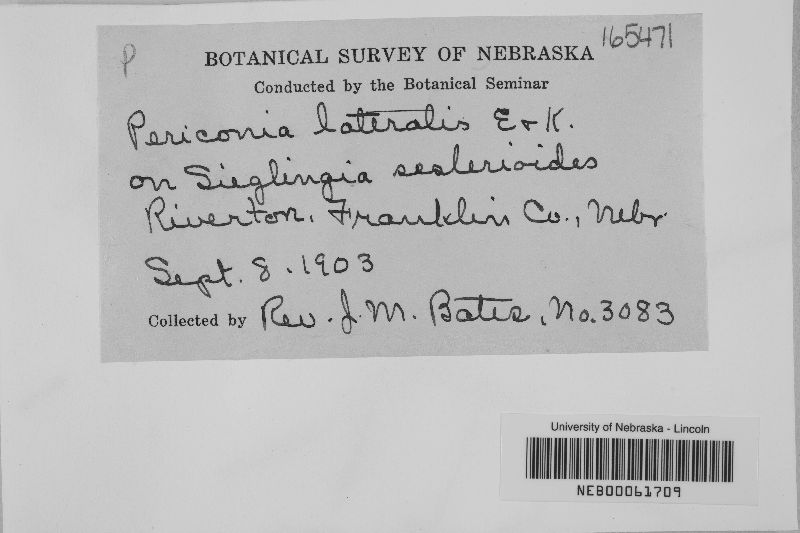 P
165471
BOTANICAL SURVEY OF NEBRASKA
Conducted by the Botanical Seminar
Periconia lateralis E & K.
on Sieglingia seslerioides
Riverton, Franklin Co., Nebr.
Sept. 8. 1903
Collected by Rev. J. M. Bates, No. 3083
University of Nebraska - Lincoln
NEB00061709